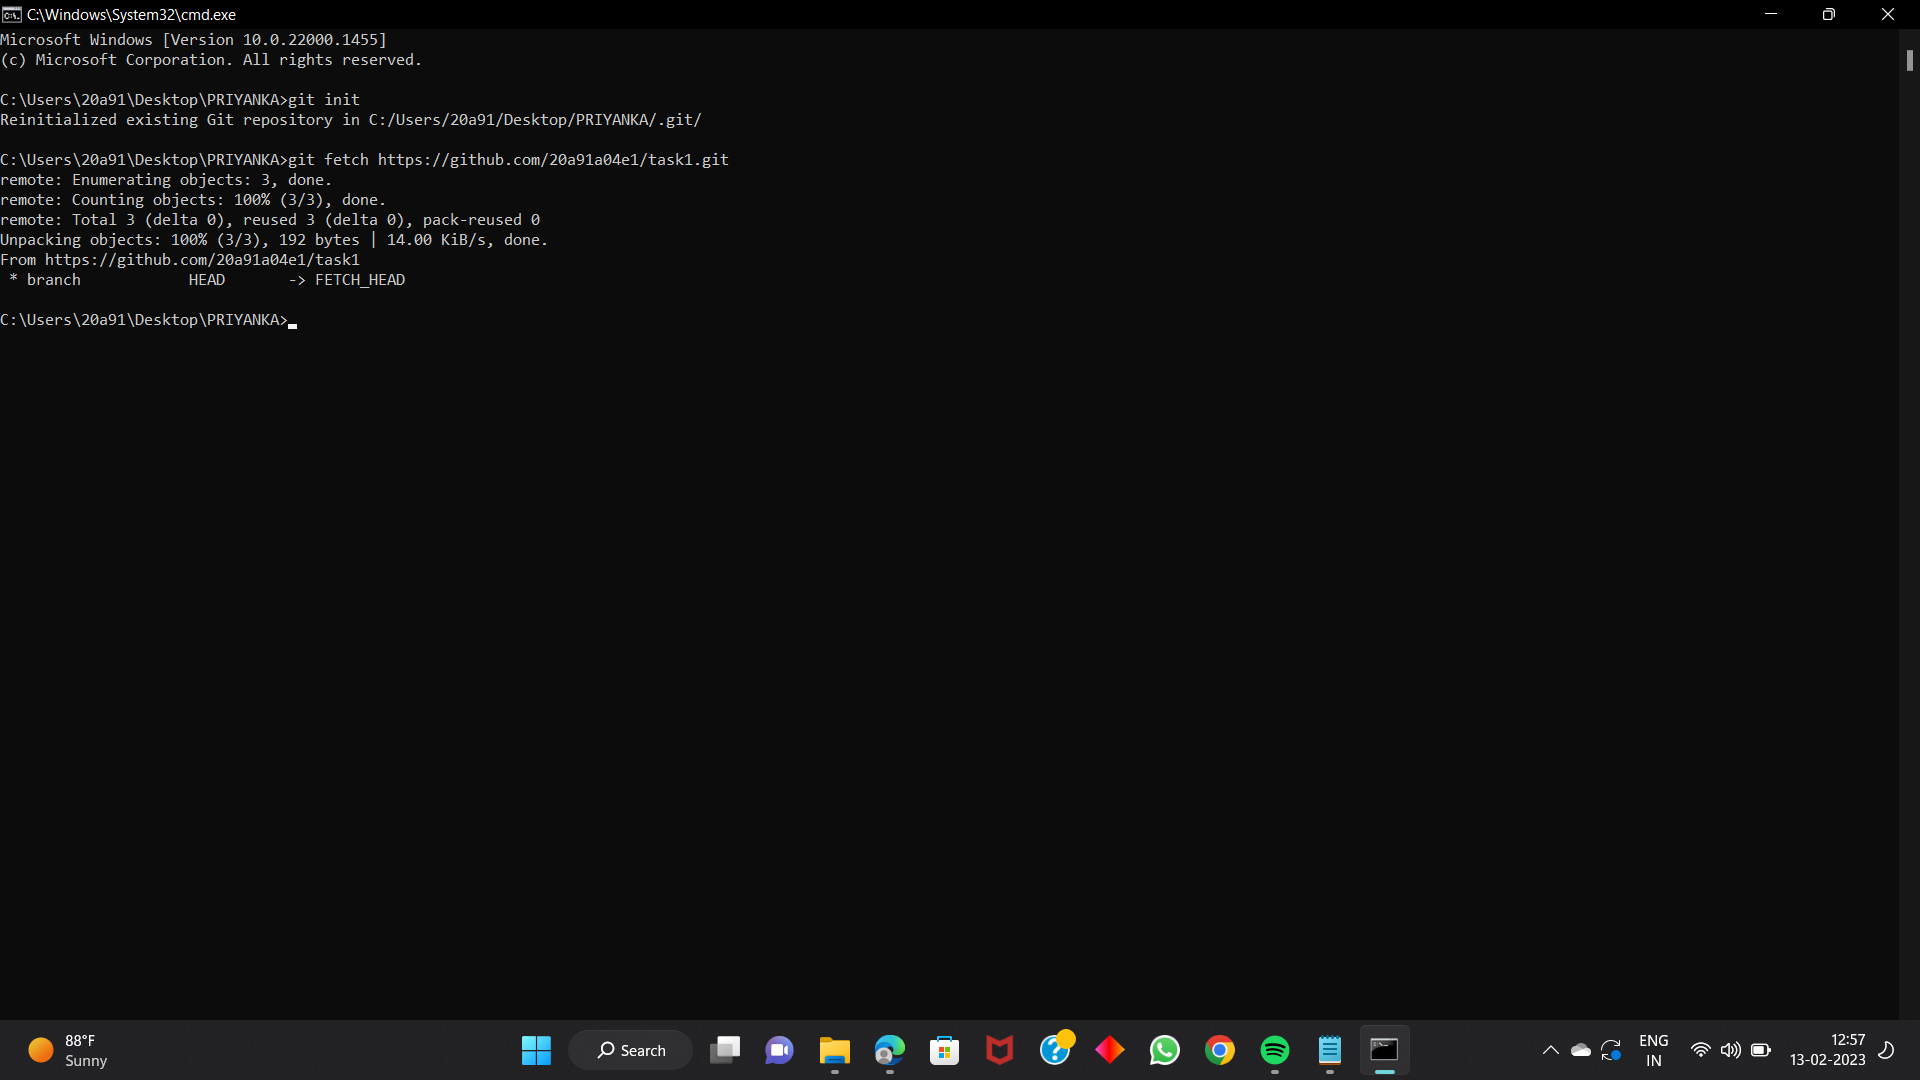 C:\Windows\System32\cmd.exe
Microsoft Windows [Version 10.0.22000.1455]
(c) Microsoft Corporation. All rights reserved.
C:\Users\20a91\Desktop\PRIYANKA>git init
Reinitialized existing Git repository in C:/Users/20a91/Desktop/PRIYANKA/.git/
C:\Users\20a91\Desktop\PRIYANKA>git fetch https://github.com/20a91a04e1/task1.git
remote: Enumerating objects: 3, done.
remote: Counting objects: 100% (3/3), done.
remote: Total 3 (delta 0), reused 3 (delta 0), pack-reused 0
Unpacking objects: 100% (3/3), 192 bytes | 14.00 KiB/s, done.
From https://github.com/20a91a04e1/task1
 * branch            HEAD       -> FETCH_HEAD
C:\Users\20a91\Desktop\PRIYANKA>
88°F
Sunny
Search
ENG
IN
12:57
13-02-2023